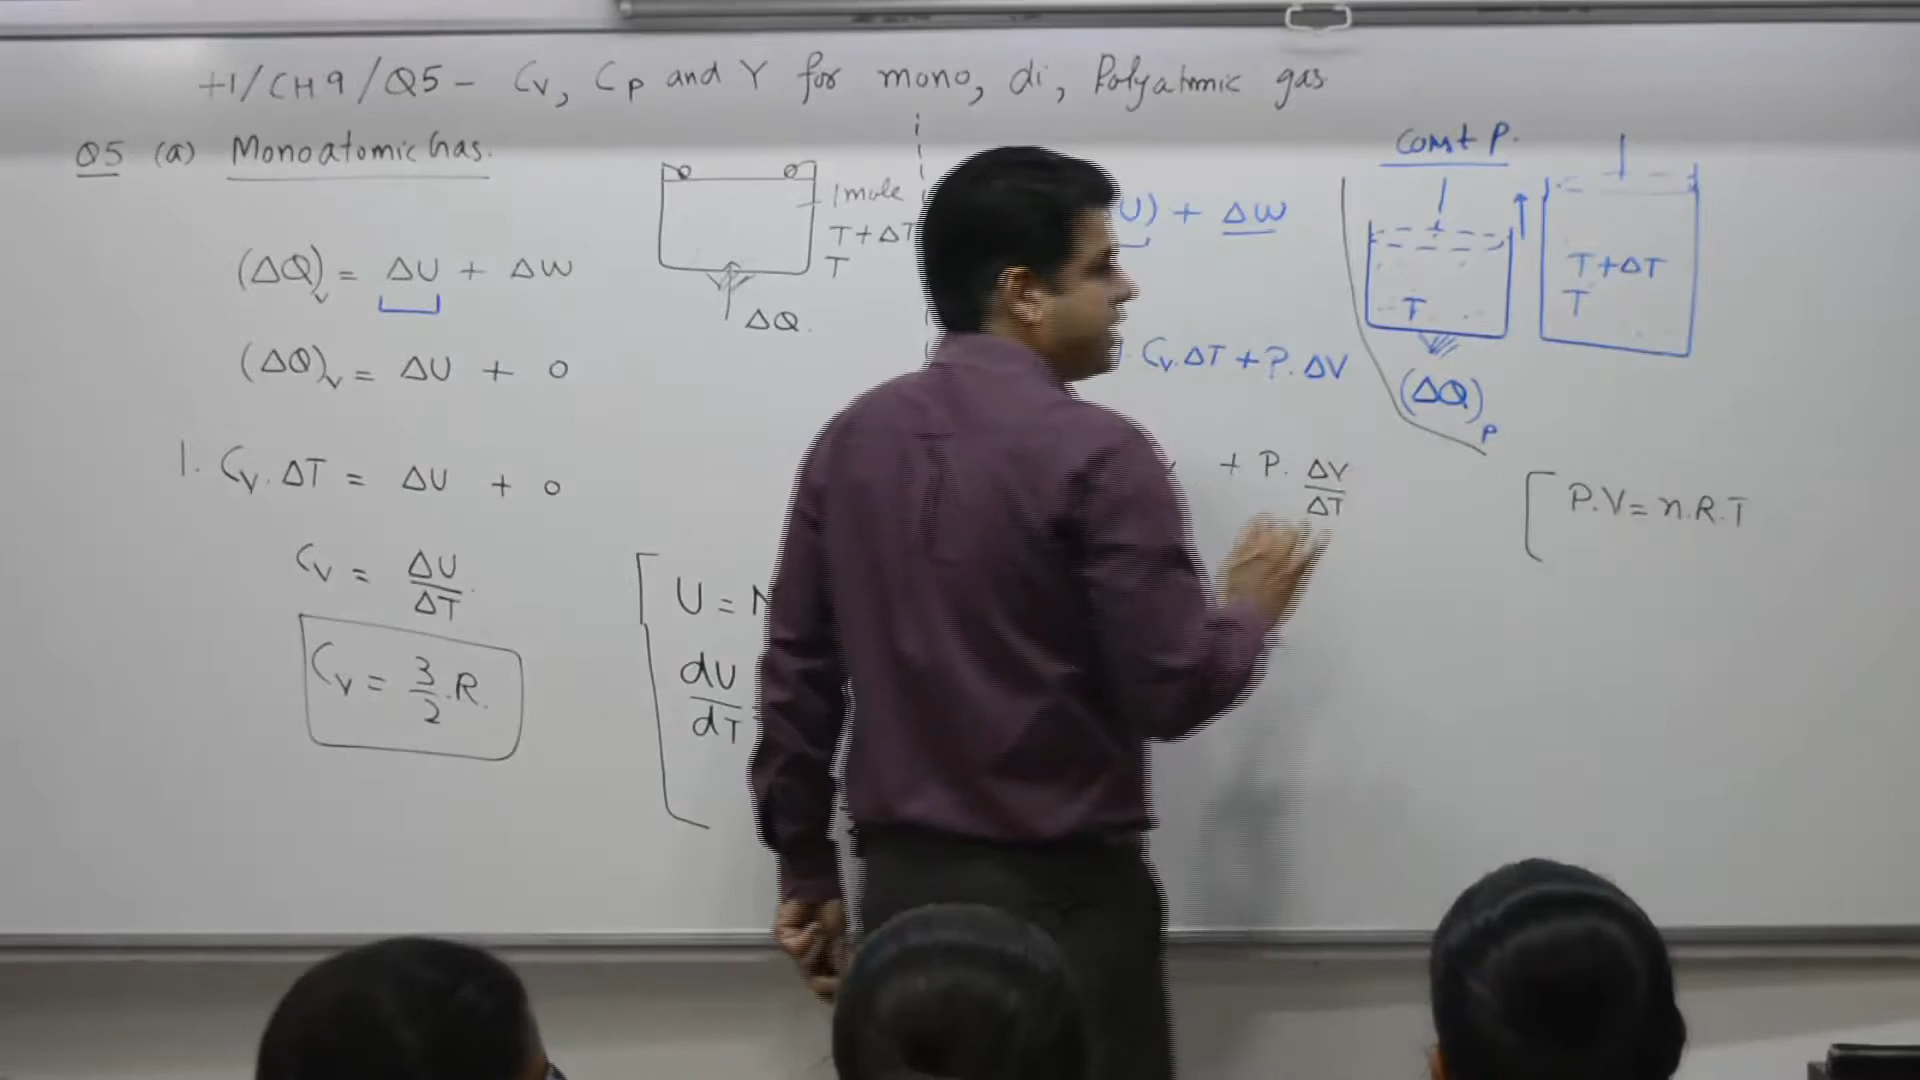 +1/CH9/Q5 - Cv, Cp and γ for mono, di, Polyatomic gas
Q5 (a) Monoatomic Gas.
(ΔQ)v = ΔU + ΔW
(ΔQ)v = ΔU + 0
1. Cv. ΔT = ΔU + 0
Cv = ΔU/ΔT.
Cv = 3/2.R.
1 mole
T+ΔT
T
ΔQ.
U =
dU/dT
U) + ΔW
Cv.ΔT + P.ΔV
+ P. ΔV/ΔT
Const P.
T
(ΔQ)p
T+ΔT
T
P.V = n.R.T